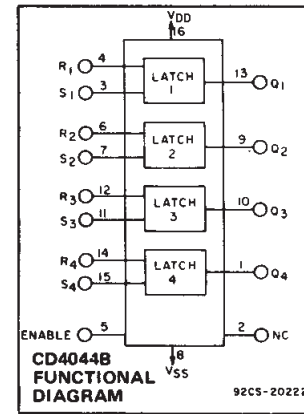 VDD
16
R1 4
S1 3
LATCH
1
13 Q1
R2 6
S2 7
LATCH
2
9 Q2
R3 12
S3 11
LATCH
3
10 Q3
R4 14
S4 15
LATCH
4
1 Q4
ENABLE 5
2 NC
8
VSS
CD4044B
FUNCTIONAL
DIAGRAM
92CS-20222